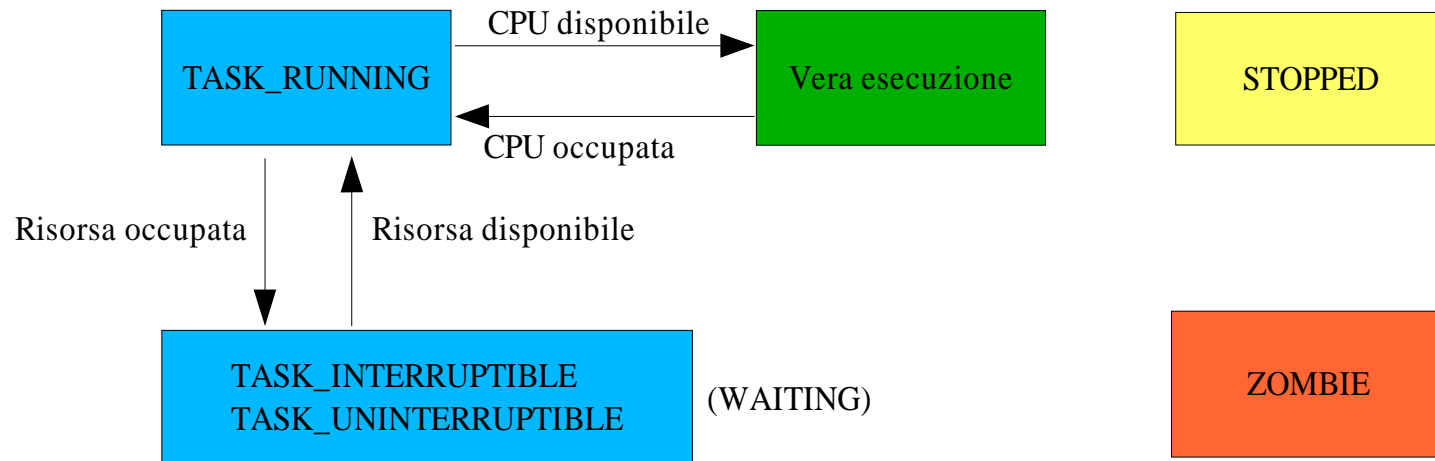 CPU disponibile
TASK_RUNNING
Vera esecuzione
STOPPED
CPU occupata
Risorsa occupata
Risorsa disponibile
TASK_INTERRUPTIBLE
TASK_UNINTERRUPTIBLE
(WAITING)
ZOMBIE